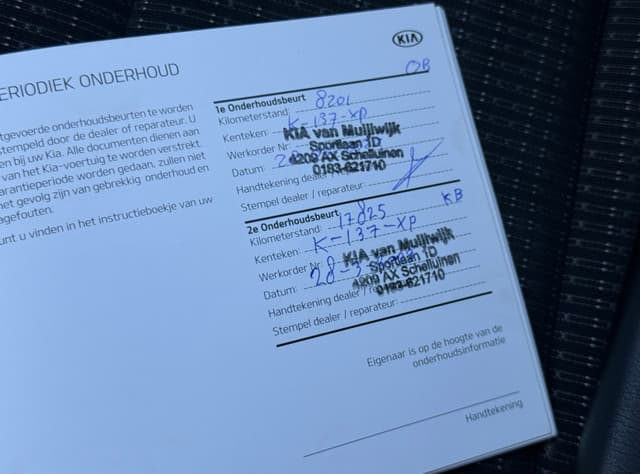 KIA
ERIODIEK ONDERHOUD
OB
tgevoerde onderhoudsbeurten te worden
stempeld door de dealer of reparateur. U
en bij uw Kia. Alle documenten dienen aan
van het Kia-voertuig te worden verstrekt.
arantieperiode worden gedaan, zullen niet
het gevolg zijn van gebrekkig onderhoud en
agefouten.
unt u vinden in het instructieboekje van uw
1e Onderhoudsbeurt
Kilometerstand: 8201
Kenteken: K-137-XP
KIA van Muijlwijk
Werkorder Nr:
Sportlaan 1D
Datum:
4209 AX Schelluinen
0183-621710
Handtekening dealer /
Stempel dealer / reparateur:
2e Onderhoudsbeurt
KB
Kilometerstand: 17825
Kenteken: K-137-XP
KIA van Muijlwijk
Werkorder Nr:
Sportlaan 1D
Datum: 28-3-
4209 AX Schelluinen
0183-621710
Handtekening dealer /
Stempel dealer / reparateur:
Eigenaar is op de hoogte van de
onderhoudsinformatie
Handtekening